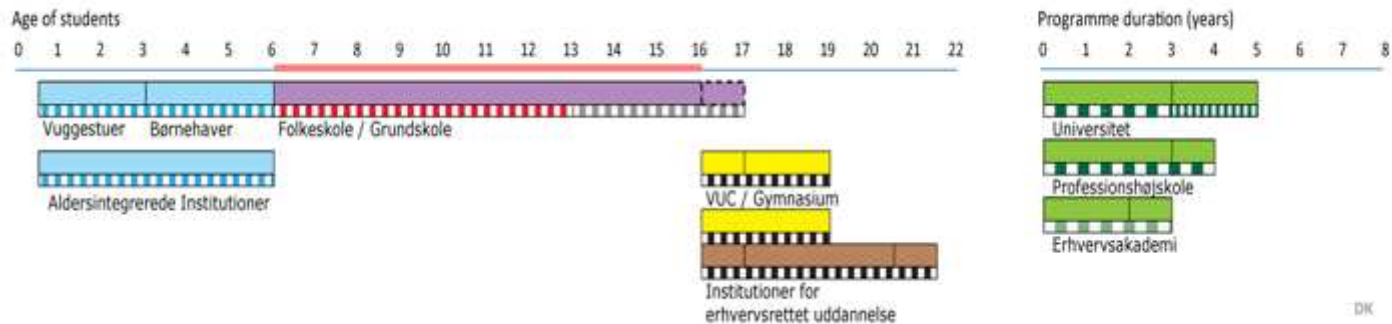 Age of students
0 1 2 3 4 5 6 7 8 9 10 11 12 13 14 15 16 17 18 19 20 21 22
Vuggestuer Børnehaver Folkeskole / Grundskole
Aldersintegrerede Institutioner
VUC / Gymnasium
Institutioner for
erhvervsrettet uddannelse
Programme duration (years)
0 1 2 3 4 5 6 7 8
Universitet
Professionshøjskole
Erhvervsakademi
DK